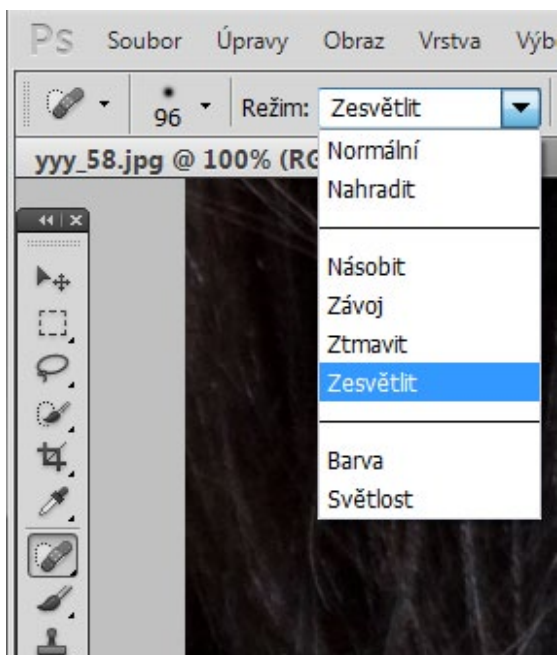 Ps Soubor Úpravy Obraz Vrstva Výb
96 Režim: Zesvětlit
yyy_58.jpg @ 100% (RG
Normální
Nahradit
Násobit
Závoj
Ztmavit
Zesvětlit
Barva
Světlost